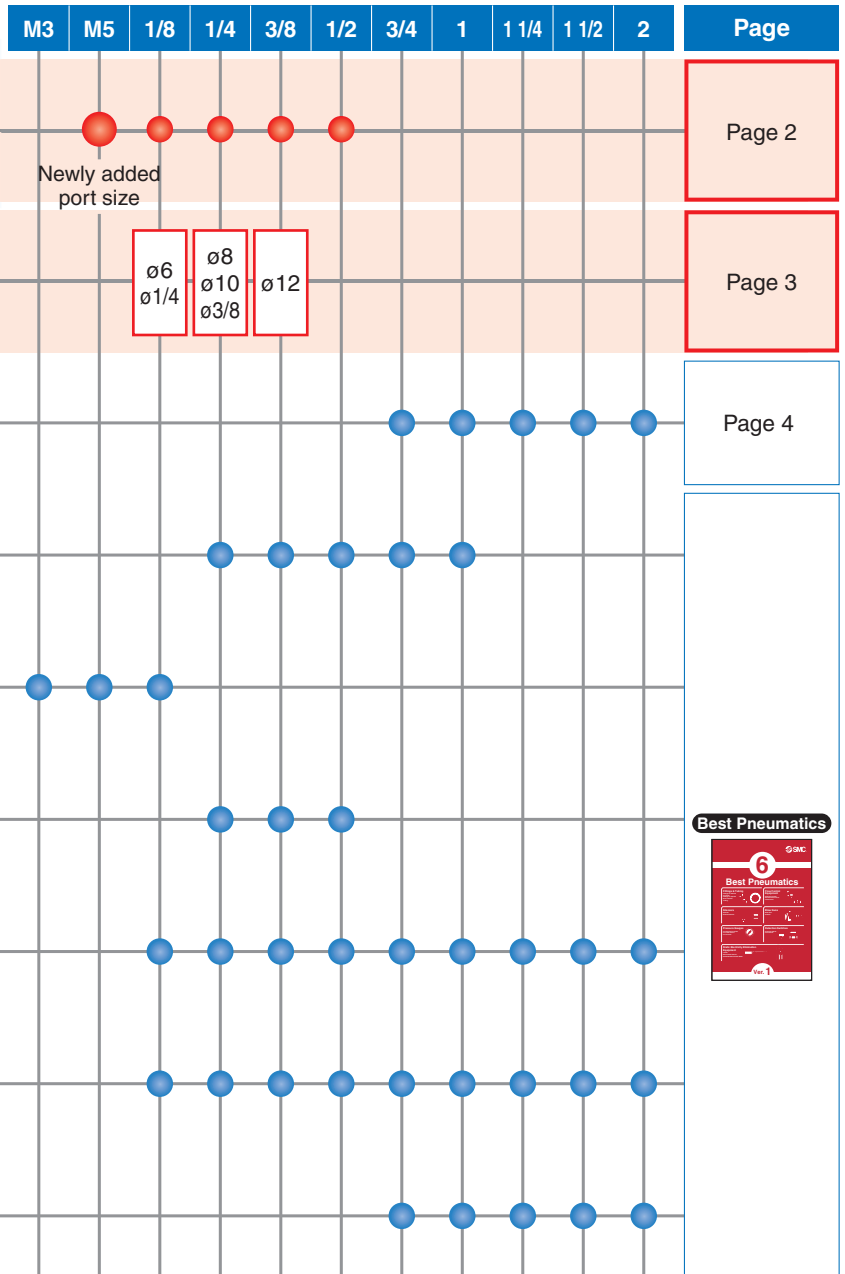 M3 M5 1/8 1/4 3/8 1/2 3/4 1 1 1/4 1 1/2 2 Page
Page 2
Newly added
port size
ø6
ø1/4
ø8
ø10
ø3/8
ø12
Page 3
Page 4
Best Pneumatics
SMC
6
Best Pneumatics
Ver. 1